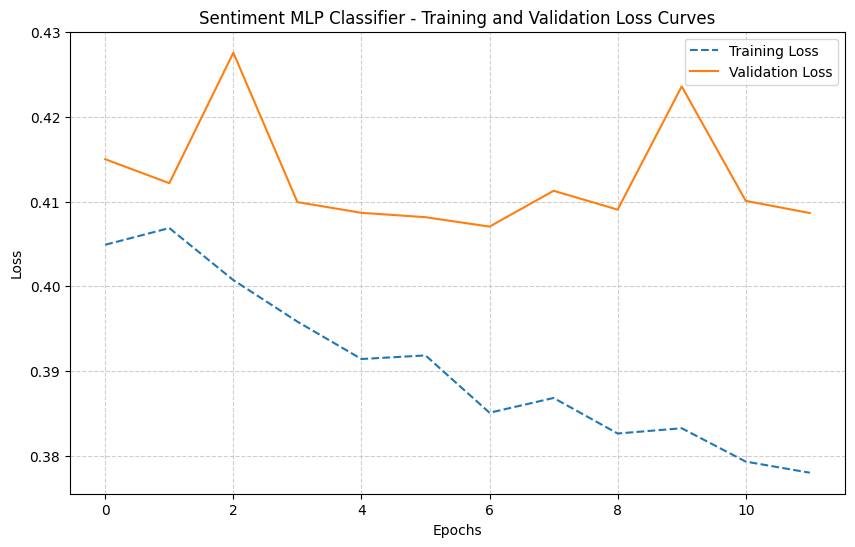 Sentiment MLP Classifier - Training and Validation Loss Curves
Training Loss
Validation Loss
Loss
0.43
0.42
0.41
0.40
0.39
0.38
0 2 4 6 8 10
Epochs